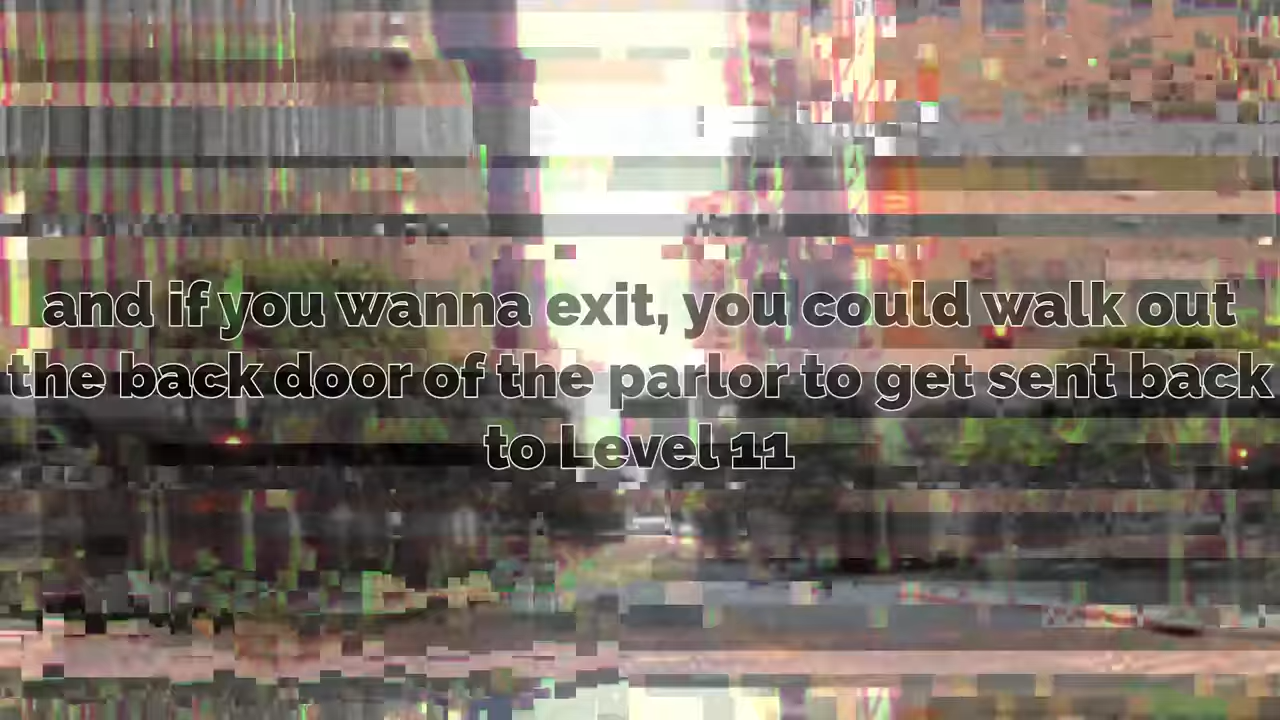 and if you wanna exit, you could walk out
the back door of the parlor to get sent back
to Level 11